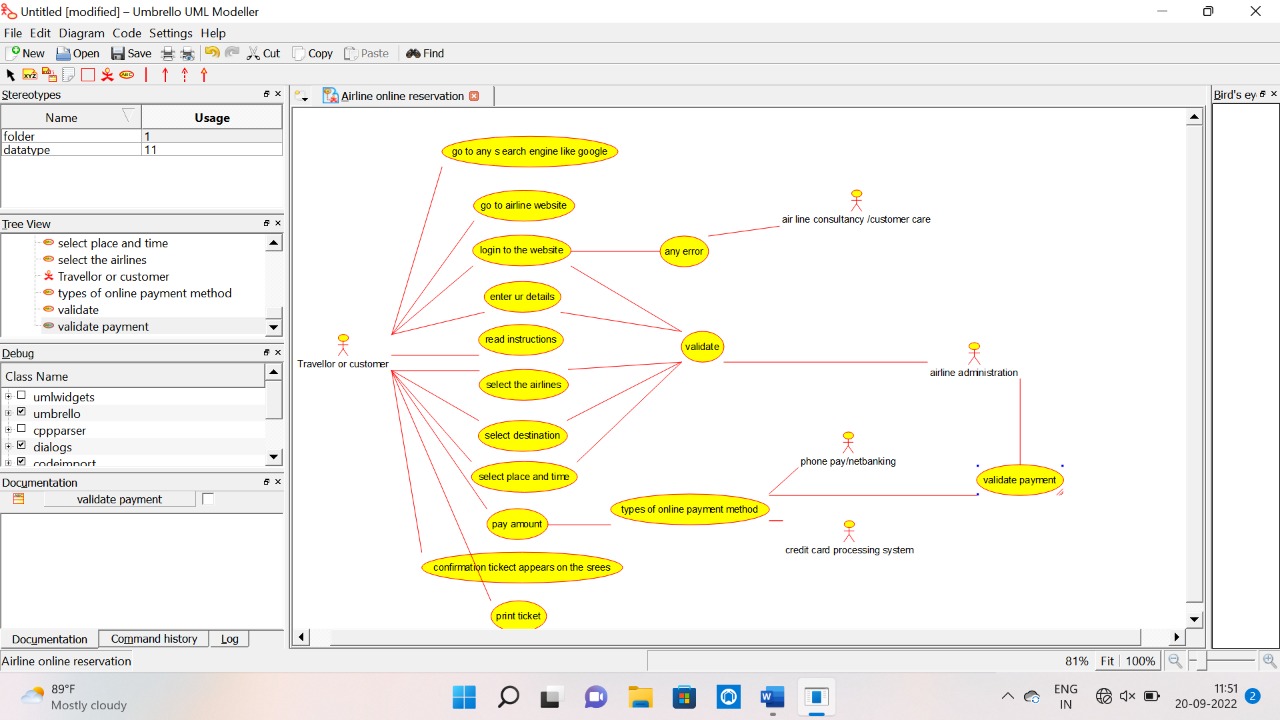 Untitled [modified] – Umbrello UML Modeller
File Edit Diagram Code Settings Help
New Open Save Cut Copy Paste Find
Stereotypes
Name Usage
folder 1
datatype 11
Tree View
select place and time
select the airlines
Travellor or customer
types of online payment method
validate
validate payment
Debug
Class Name
umlwidgets
umbrello
cppparser
dialogs
codeimport
Documentation
validate payment
Documentation Command history Log
Airline online reservation
Airline online reservation
go to any s earch engine like google
go to airline website
login to the website
enter ur details
read instructions
select the airlines
select destination
select place and time
pay amount
confirmation tickect appears on the srees
print ticket
Travellor or customer
any error
air line consultancy /customer care
validate
airline administration
phone pay/netbanking
types of online payment method
validate payment
credit card processing system
Bird's ey
81% Fit 100%
89°F
Mostly cloudy
ENG
IN
11:51
20-09-2022
2